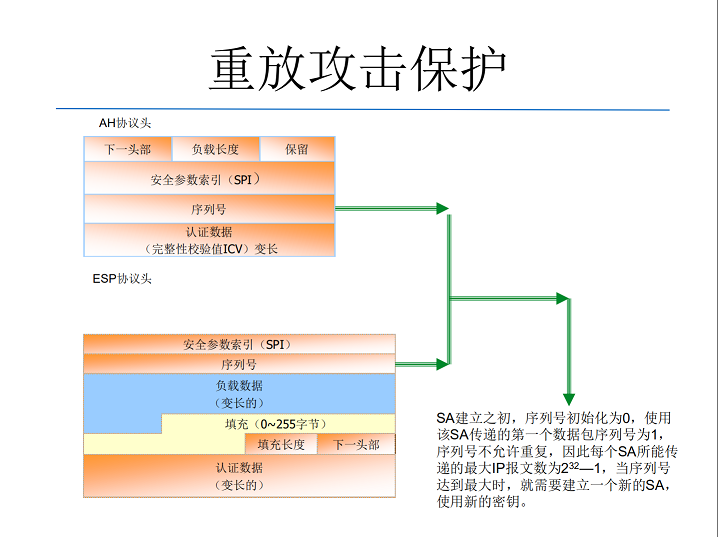 重放攻击保护
AH协议头
下一头部 负载长度 保留
安全参数索引（SPI）
序列号
认证数据
（完整性校验值ICV）变长
ESP协议头
安全参数索引（SPI）
序列号
负载数据
（变长的）
填充（0~255字节）
填充长度 下一头部
认证数据
（变长的）
SA建立之初，序列号初始化为0，使用
该SA传递的第一个数据包序列号为1，
序列号不允许重复，因此每个SA所能传
递的最大IP报文数为2³²—1，当序列号
达到最大时，就需要建立一个新的SA，
使用新的密钥。